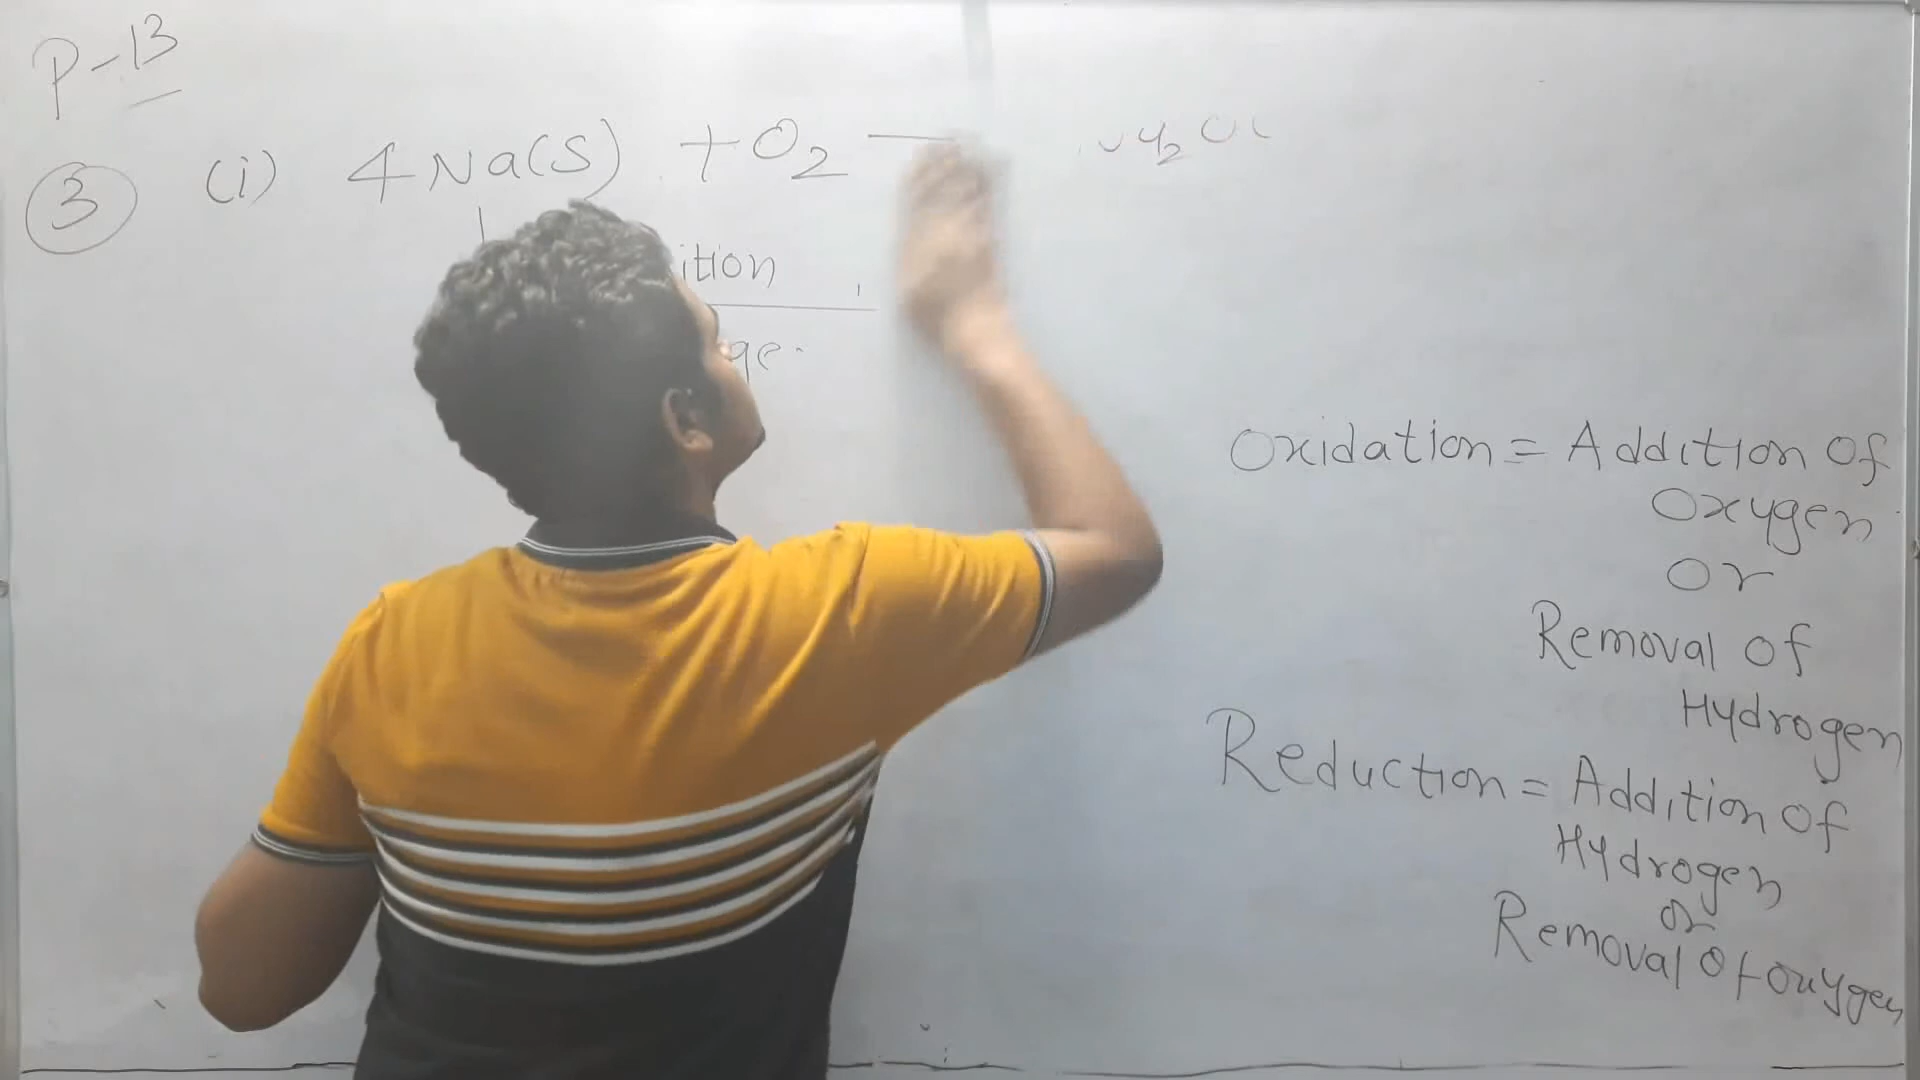 P-13
3 (i) 4Na(s) + O2 —
ition
ge.
Oxidation = Addition of
Oxygen
or
Removal of
Hydrogen
Reduction = Addition of
Hydrogen
or
Removal of oxygen